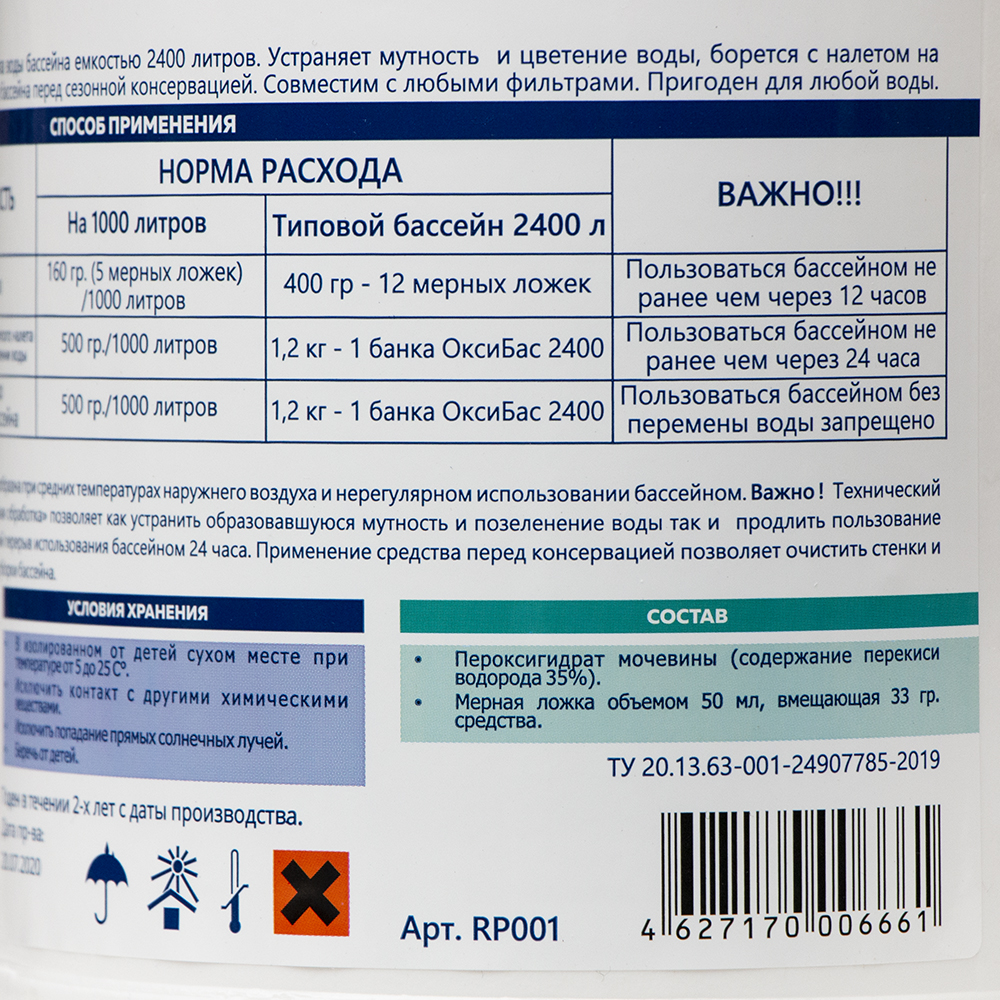 воды бассейна емкостью 2400 литров. Устраняет мутность и цветение воды, борется с налетом на
бассейна перед сезонной консервацией. Совместим с любыми фильтрами. Пригоден для любой воды.
СПОСОБ ПРИМЕНЕНИЯ
НОРМА РАСХОДА
ВАЖНО!!!
На 1000 литров
Типовой бассейн 2400 л
160 гр. (5 мерных ложек)
/1000 литров
400 гр - 12 мерных ложек
Пользоваться бассейном не
ранее чем через 12 часов
500 гр./1000 литров
1,2 кг - 1 банка ОксиБас 2400
Пользоваться бассейном не
ранее чем через 24 часа
500 гр./1000 литров
1,2 кг - 1 банка ОксиБас 2400
Пользоваться бассейном без
перемены воды запрещено
при средних температурах наружнего воздуха и нерегулярном использовании бассейном. Важно! Технический
обработка» позволяет как устранить образовавшуюся мутность и позеленение воды так и продлить пользование
перерыв использования бассейном 24 часа. Применение средства перед консервацией позволяет очистить стенки и
бассейна.
УСЛОВИЯ ХРАНЕНИЯ
В изолированном от детей сухом месте при
температуре от 5 до 25 С°.
Исключить контакт с другими химическими
веществами.
Исключить попадание прямых солнечных лучей.
Беречь от детей.
Годен в течении 2-х лет с даты производства.
Дата пр-ва:
.07.2020
СОСТАВ
• Пероксигидрат мочевины (содержание перекиси
водорода 35%).
• Мерная ложка объемом 50 мл, вмещающая 33 гр.
средства.
ТУ 20.13.63-001-24907785-2019
Арт. RP001
4 627170 006661